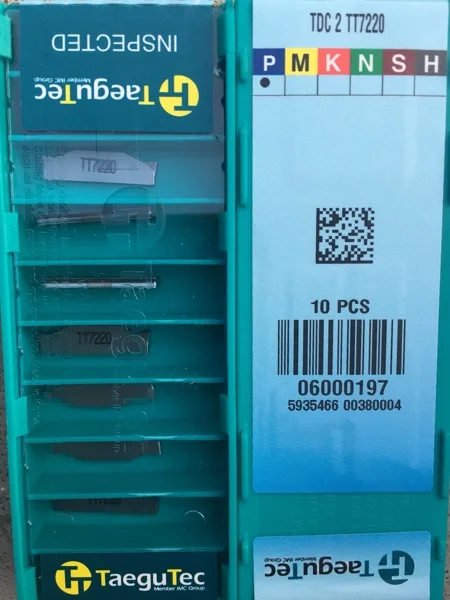 INSPECTED
TaeguTec
Member IMC Group
TT7220
TT7220
TT7220
TaeguTec
Member IMC Group
TDC 2 TT7220
P M K N S H
10 PCS
06000197
5935466 00380004
TaeguTec
Member IMC Group